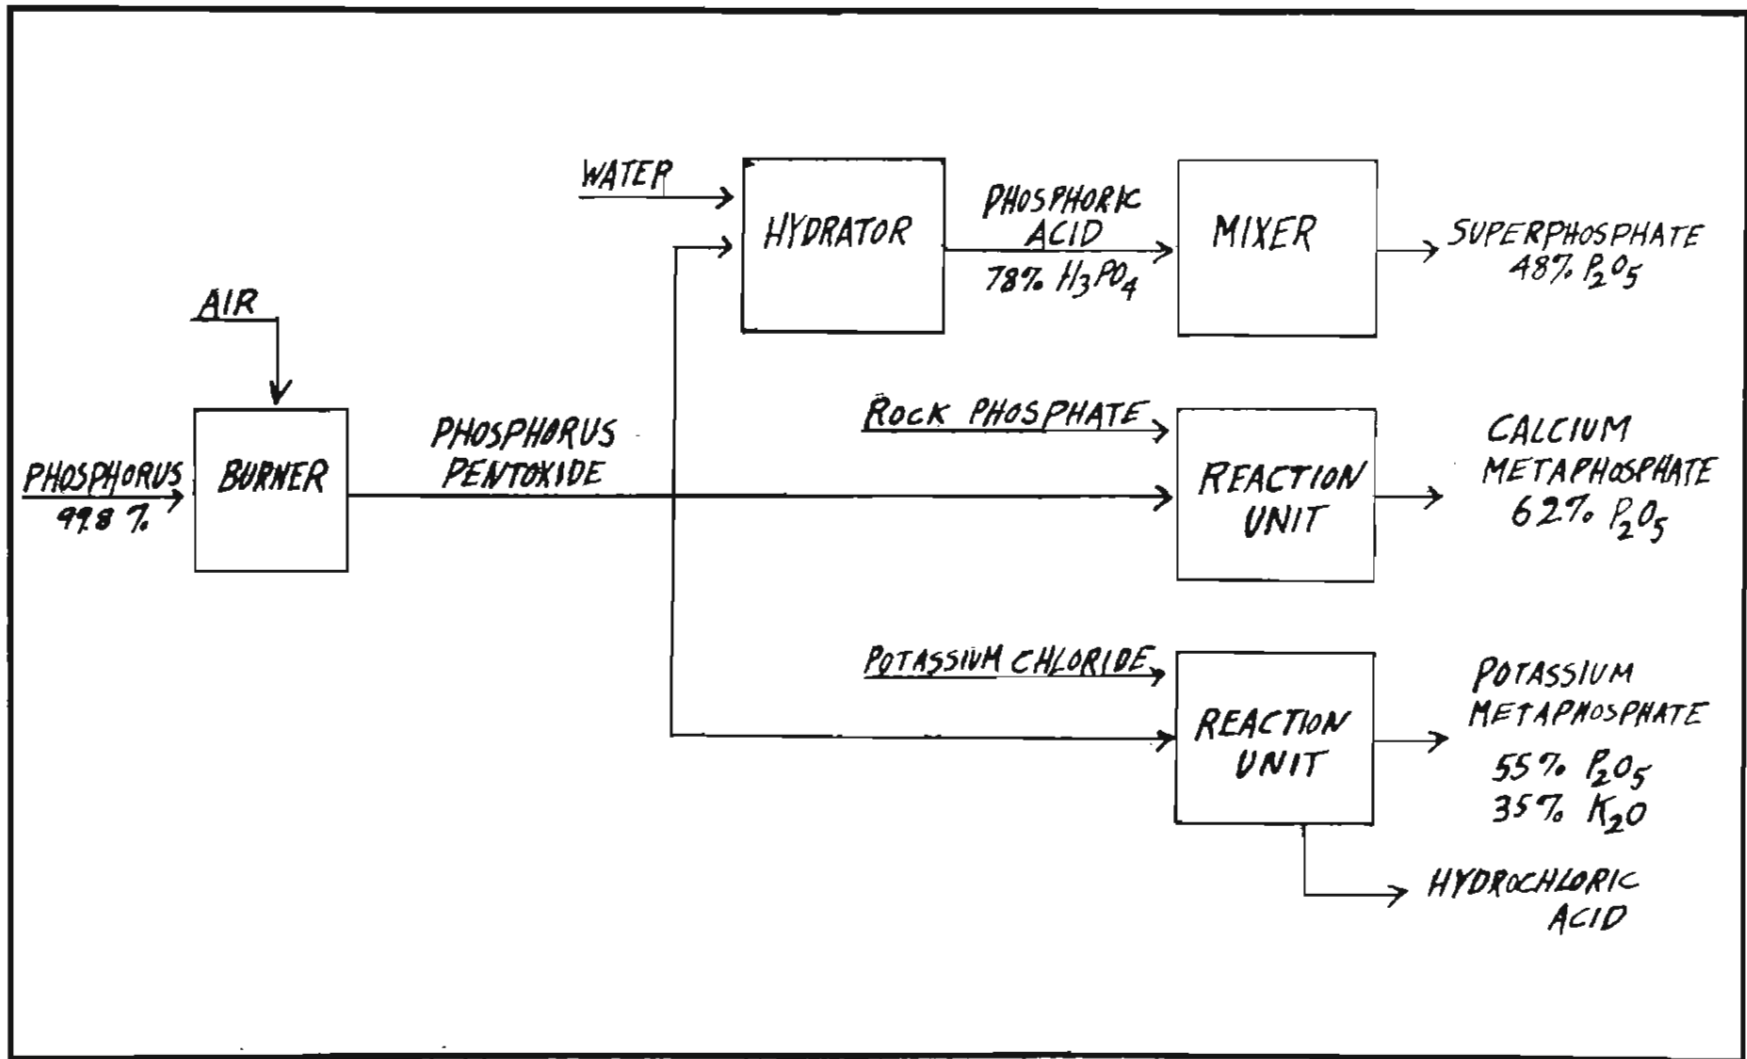 WATER
HYDRATOR
PHOSPHORIC
ACID
78% H₃PO₄
MIXER
SUPERPHOSPHATE
48% P₂O₅
AIR
PHOSPHORUS
99.8 %
BURNER
PHOSPHORUS
PENTOXIDE
ROCK PHOSPHATE
REACTION
UNIT
CALCIUM
METAPHOSPHATE
62% P₂O₅
POTASSIUM CHLORIDE
REACTION
UNIT
POTASSIUM
METAPHOSPHATE
55% P₂O₅
35% K₂O
HYDROCHLORIC
ACID